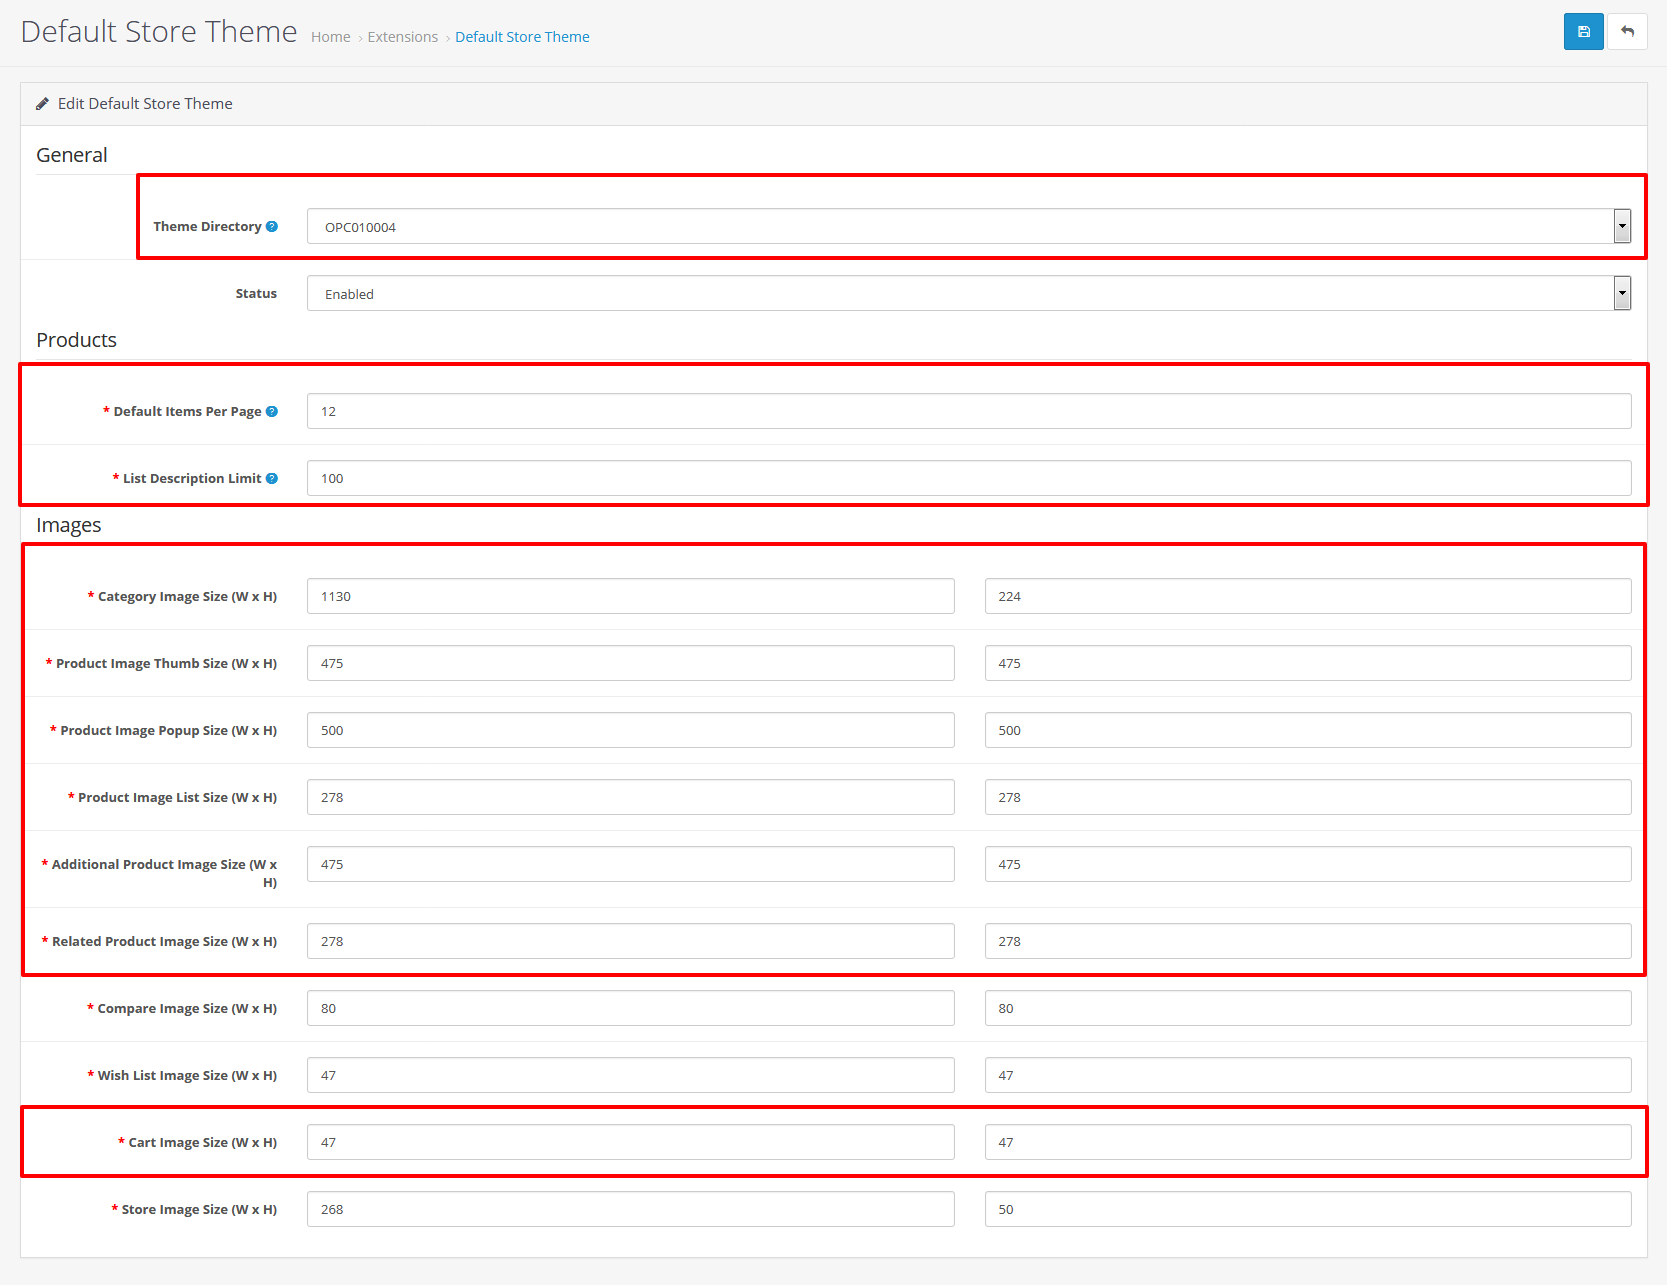 Default Store Theme Home › Extensions › Default Store Theme
Edit Default Store Theme
General
Theme Directory ? OPC010004
Status Enabled
Products
* Default Items Per Page ? 12
* List Description Limit ? 100
Images
* Category Image Size (W x H) 1130 224
* Product Image Thumb Size (W x H) 475 475
* Product Image Popup Size (W x H) 500 500
* Product Image List Size (W x H) 278 278
* Additional Product Image Size (W x 475 475
H)
* Related Product Image Size (W x H) 278 278
* Compare Image Size (W x H) 80 80
* Wish List Image Size (W x H) 47 47
* Cart Image Size (W x H) 47 47
* Store Image Size (W x H) 268 50